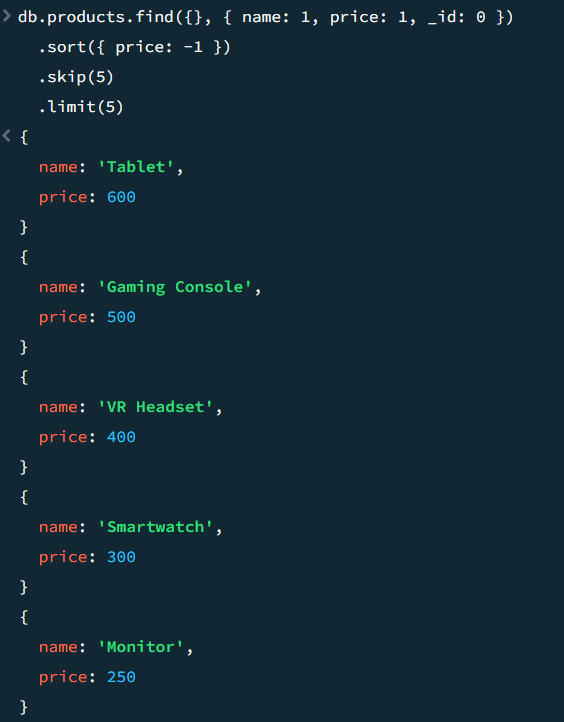 > db.products.find({}, { name: 1, price: 1, _id: 0 })
    .sort({ price: -1 })
    .skip(5)
    .limit(5)
< {
    name: 'Tablet',
    price: 600
  }
  {
    name: 'Gaming Console',
    price: 500
  }
  {
    name: 'VR Headset',
    price: 400
  }
  {
    name: 'Smartwatch',
    price: 300
  }
  {
    name: 'Monitor',
    price: 250
  }